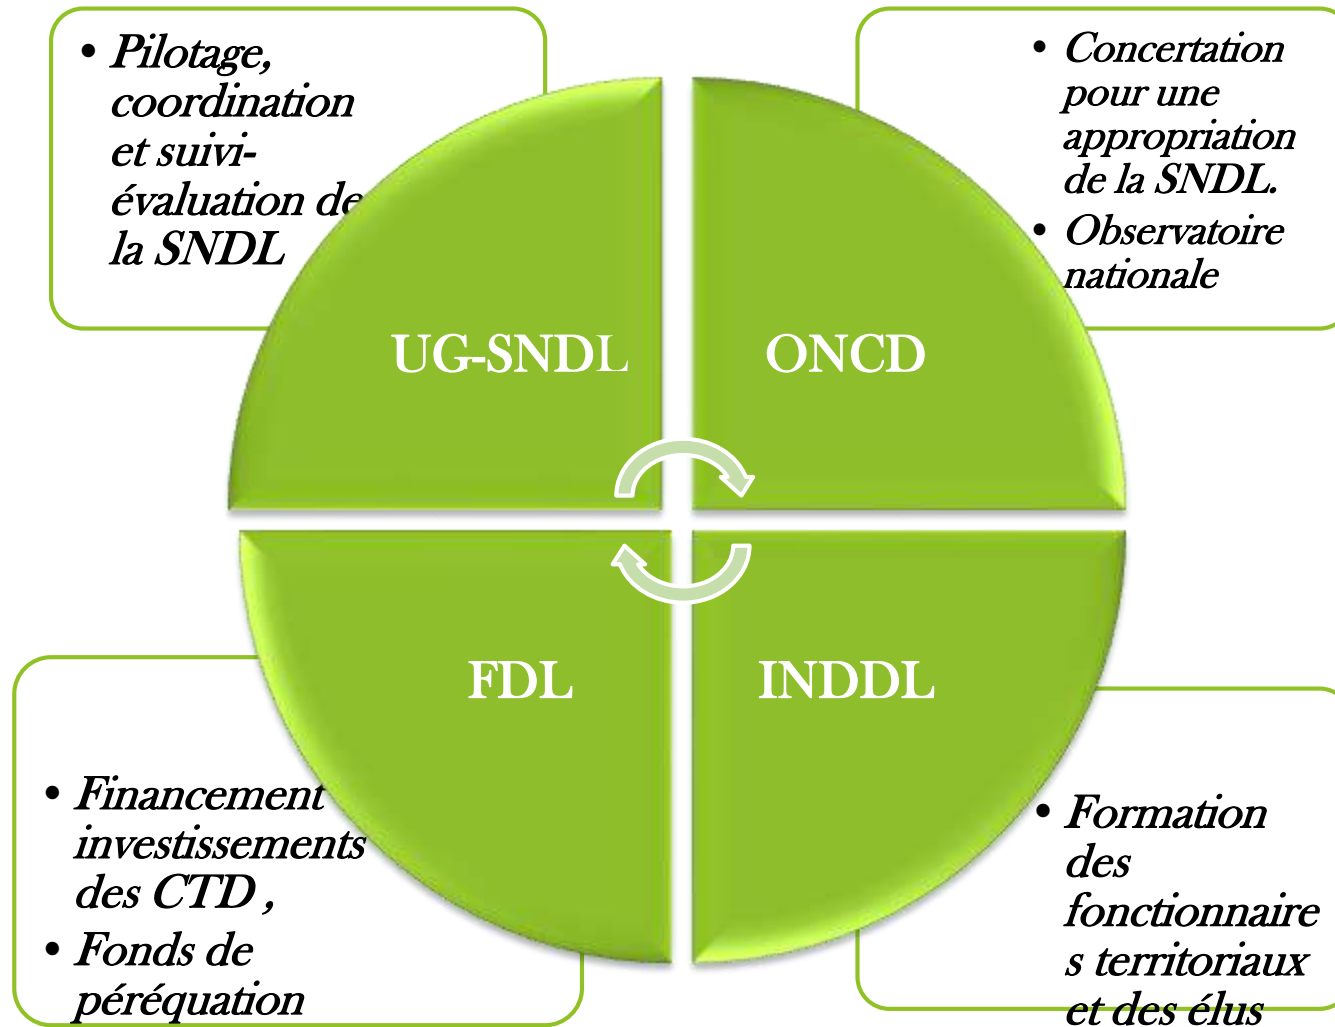 • Pilotage,
coordination
et suivi-
évaluation de
la SNDL
• Concertation
pour une
appropriation
de la SNDL.
• Observatoire
nationale
UG-SNDL
ONCD
FDL
INDDL
• Financement
investissements
des CTD ,
• Fonds de
péréquation
• Formation
des
fonctionnaire
s territoriaux
et des élus